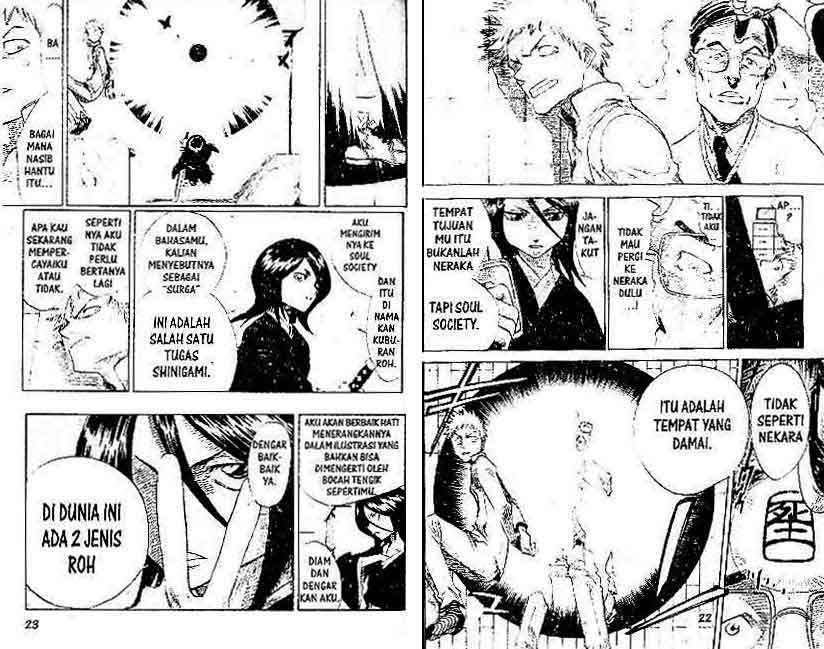 AP...
?
TI.
TIDAK
AKU
TIDAK
MAU
PERGI
KE
NERAKA
DULU
...!
JA-
NGAN
TA-
KUT
TEMPAT
TUJUAN
MU ITU
BUKANLAH
NERAKA
TAPI SOUL
SOCIETY.
TIDAK
SEPERTI
NEKARA
ITU ADALAH
TEMPAT YANG
DAMAI.
22
BA
BAGAI
MANA
NASIB
HANTU
ITU...
AKU
MENGIRIM
NYA KE
SOUL
SOCIETY
DAN
ITU
DI
NAMA
KAN
KUBU-
RAN
ROH.
DALAM
BAHASAMU,
KALIAN
MENYEBUTNYA
SEBAGAI
"SURGA"
INI ADALAH
SALAH SATU
TUGAS
SHINIGAMI.
SEPERTI
NYA AKU
TIDAK
PERLU
BERTANYA
LAGI
APA KAU
SEKARANG
MEMPER-
CAYAIKU
ATAU
TIDAK.
AKU AKAN BERBAIK HATI
MENERANGKANNYA
DALAM ILUSTRASI YANG
BAHKAN BISA
DIMENGERTI OLEH
BOCAH TENGIK
SEPERTIMU.
DIAM
DAN
DENGAR
KAN AKU.
DENGAR
BAIK-
BAIK
YA.
DI DUNIA INI
ADA 2 JENIS
ROH
23